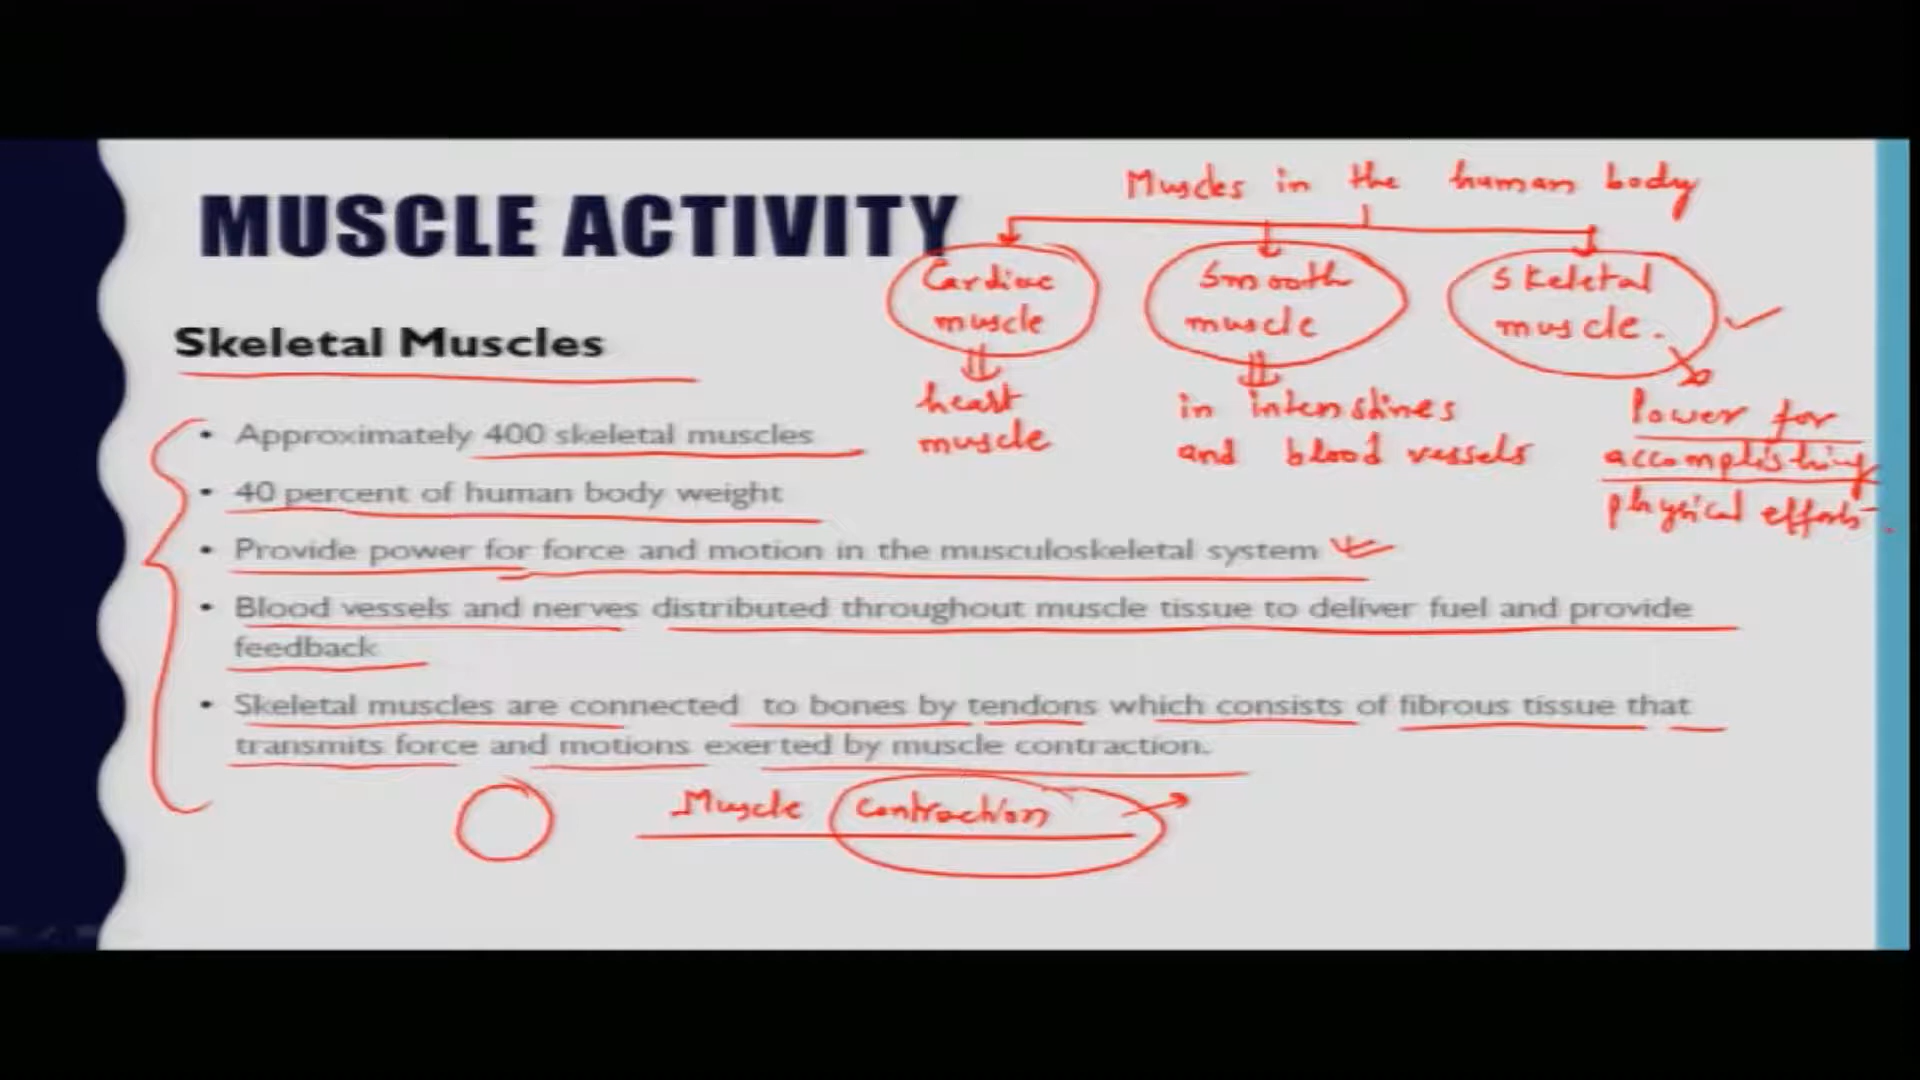 MUSCLE ACTIVITY
Muscles in the human body
Cardiac
muscle
Smooth
muscle
Skeletal
muscle.
heart
muscle
in intenstines
and blood vessels
Power for
accomplishing
physical efforts.
Skeletal Muscles
• Approximately 400 skeletal muscles
• 40 percent of human body weight
• Provide power for force and motion in the musculoskeletal system
• Blood vessels and nerves distributed throughout muscle tissue to deliver fuel and provide
feedback
• Skeletal muscles are connected to bones by tendons which consists of fibrous tissue that
transmits force and motions exerted by muscle contraction.
Muscle Contraction